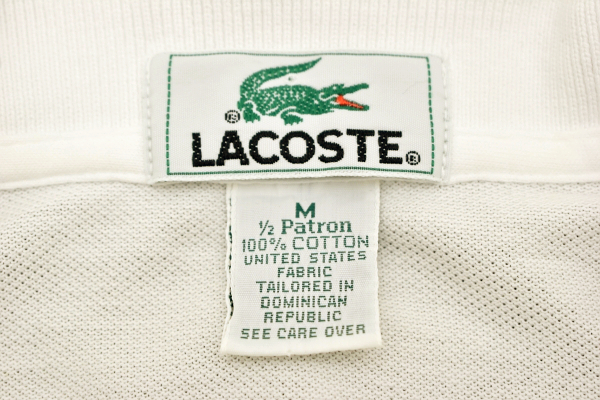 ®
LACOSTE®
M
½ Patron
100% COTTON
UNITED STATES
FABRIC
TAILORED IN
DOMINICAN
REPUBLIC
SEE CARE OVER